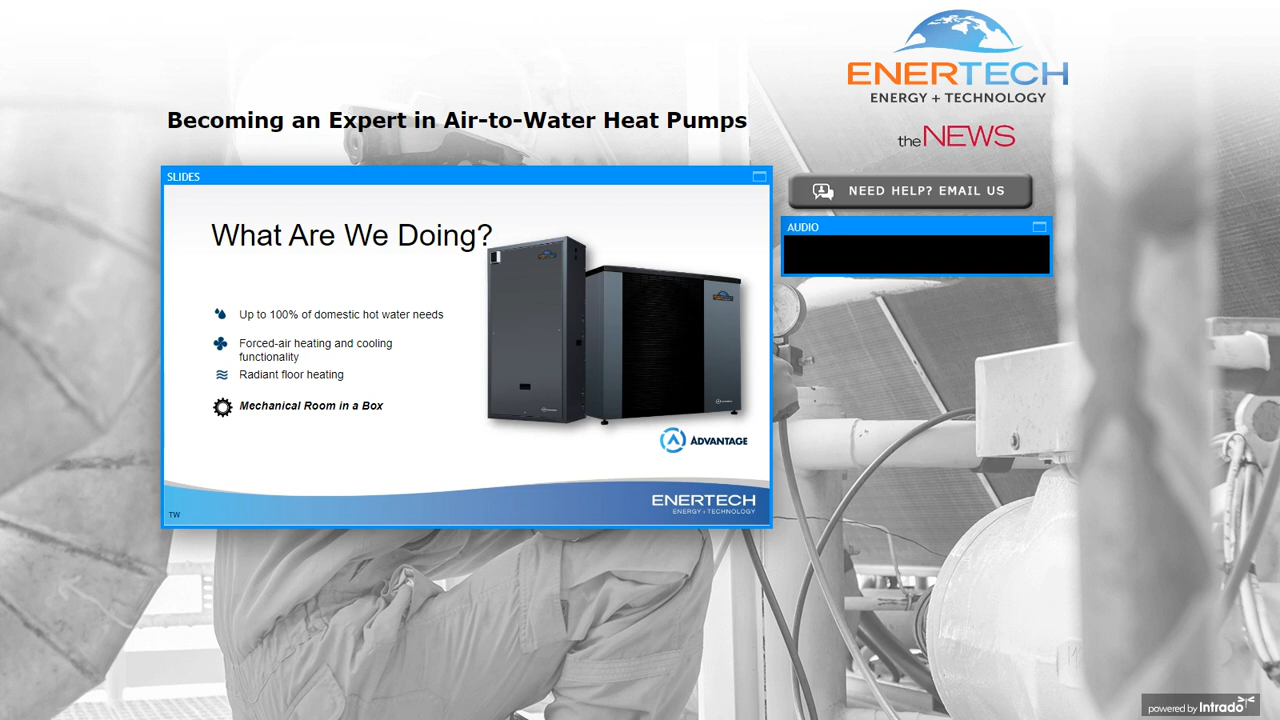 ENERTECH
ENERGY + TECHNOLOGY
Becoming an Expert in Air-to-Water Heat Pumps
the NEWS
SLIDES
NEED HELP? EMAIL US
AUDIO
What Are We Doing?
Up to 100% of domestic hot water needs
Forced-air heating and cooling
functionality
Radiant floor heating
Mechanical Room in a Box
ADVANTAGE
ENERTECH
ENERGY + TECHNOLOGY
TW
powered by Intrado